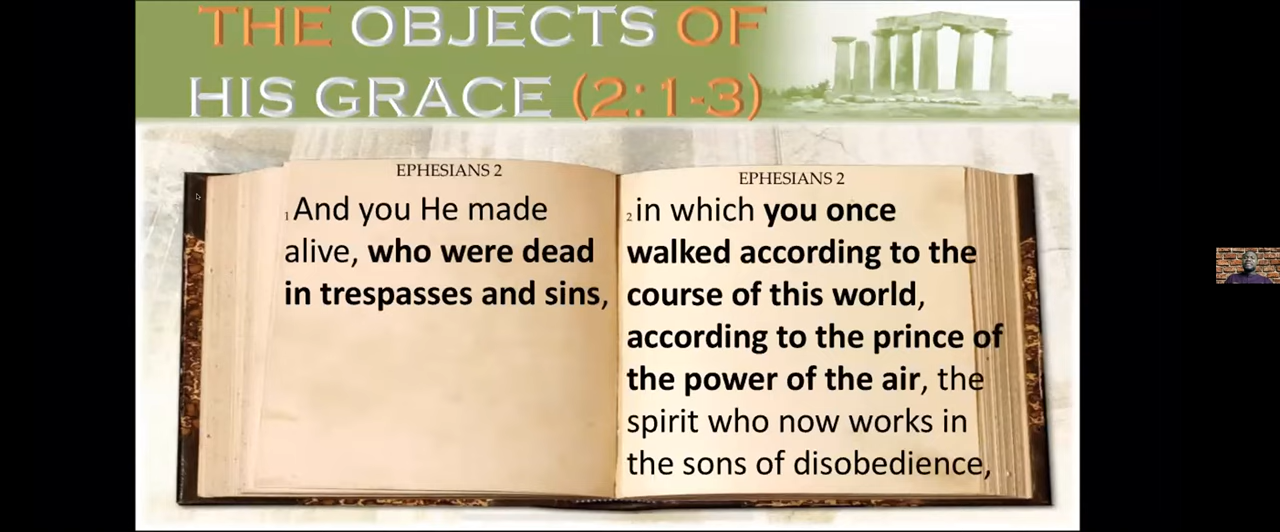 THE OBJECTS OF
HIS GRACE (2:1-3)
EPHESIANS 2
1 And you He made
alive, who were dead
in trespasses and sins,
EPHESIANS 2
2 in which you once
walked according to the
course of this world,
according to the prince of
the power of the air, the
spirit who now works in
the sons of disobedience,